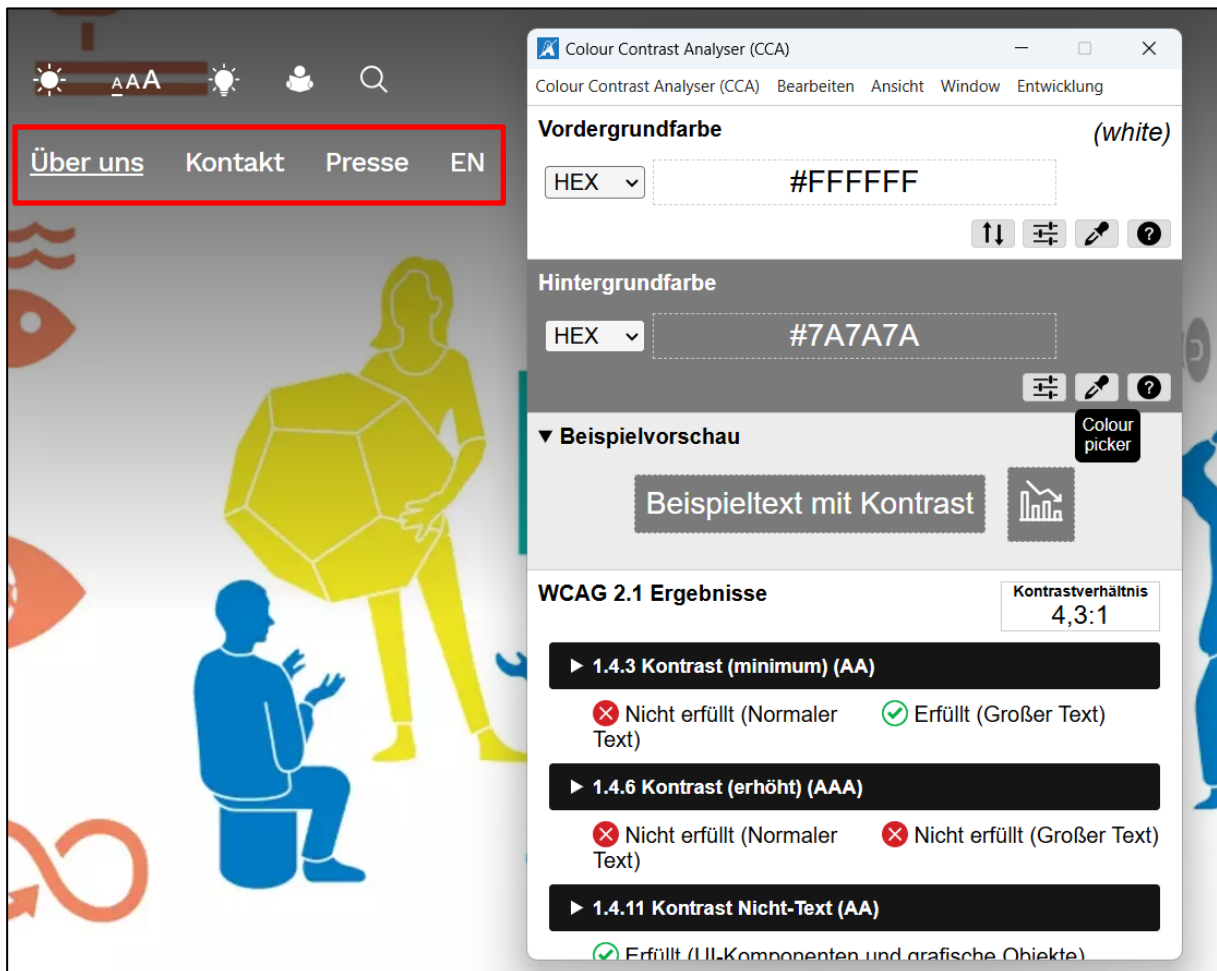 AAA
Über uns Kontakt Presse EN
Colour Contrast Analyser (CCA)
Colour Contrast Analyser (CCA) Bearbeiten Ansicht Window Entwicklung
Vordergrundfarbe (white)
HEX #FFFFFF
Hintergrundfarbe
HEX #7A7A7A
Colour
picker
Beispielvorschau
Beispieltext mit Kontrast
WCAG 2.1 Ergebnisse
Kontrastverhältnis
4,3:1
1.4.3 Kontrast (minimum) (AA)
Nicht erfüllt (Normaler Erfüllt (Großer Text)
Text)
1.4.6 Kontrast (erhöht) (AAA)
Nicht erfüllt (Normaler Nicht erfüllt (Großer Text)
Text)
1.4.11 Kontrast Nicht-Text (AA)
Erfüllt (UI-Komponenten und grafische Objekte)